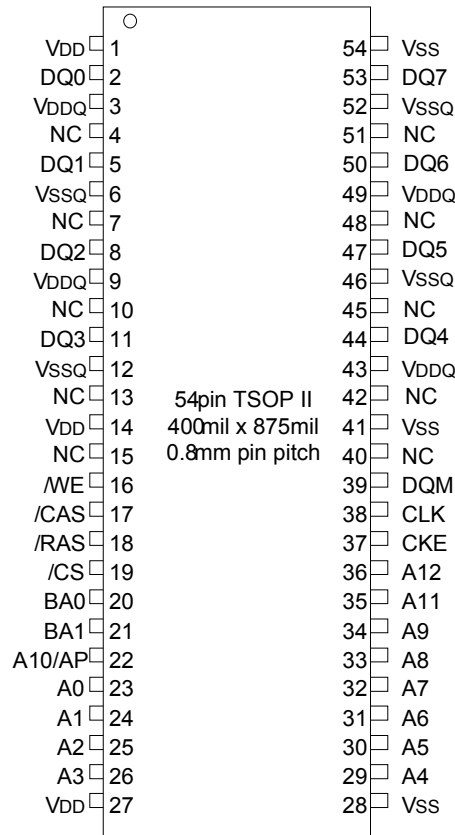 VDD 1 54 VSS
DQ0 2 53 DQ7
VDDQ 3 52 VSSQ
NC 4 51 NC
DQ1 5 50 DQ6
VSSQ 6 49 VDDQ
NC 7 48 NC
DQ2 8 47 DQ5
VDDQ 9 46 VSSQ
NC 10 45 NC
DQ3 11 44 DQ4
VSSQ 12 43 VDDQ
NC 13 54pin TSOP II 42 NC
VDD 14 400mil x 875mil 41 VSS
NC 15 0.8mm pin pitch 40 NC
/WE 16 39 DQM
/CAS 17 38 CLK
/RAS 18 37 CKE
/CS 19 36 A12
BA0 20 35 A11
BA1 21 34 A9
A10/AP 22 33 A8
A0 23 32 A7
A1 24 31 A6
A2 25 30 A5
A3 26 29 A4
VDD 27 28 VSS